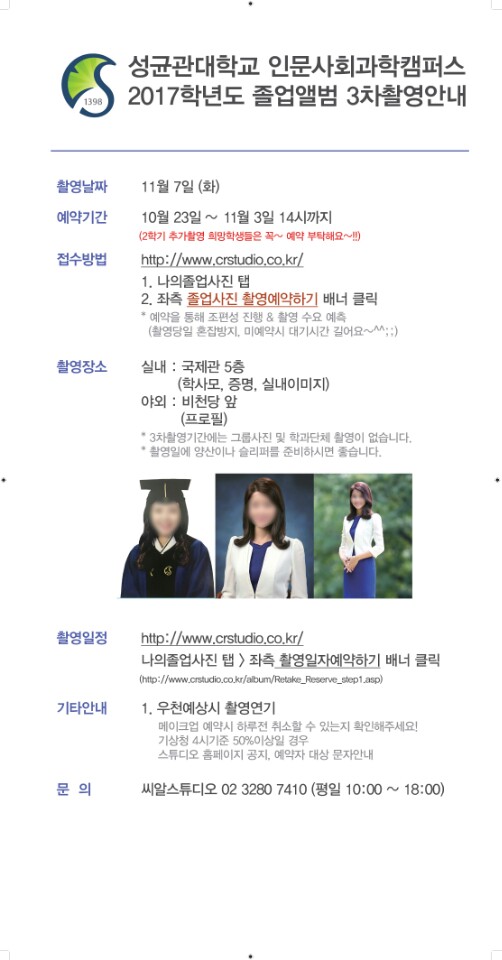 1398
성균관대학교 인문사회과학캠퍼스
2017학년도 졸업앨범 3차촬영안내
촬영날짜 11월 7일 (화)
예약기간 10월 23일 ~ 11월 3일 14시까지
(2학기 추가촬영 희망학생들은 꼭~ 예약 부탁해요~!!)
접수방법 http://www.crstudio.co.kr/
1. 나의졸업사진 탭
2. 좌측 졸업사진 촬영예약하기 배너 클릭
* 예약을 통해 조편성 진행 & 촬영 수요 예측
(촬영당일 혼잡방지, 미예약시 대기시간 길어요~^^;;)
촬영장소 실내 : 국제관 5층
(학사모, 증명, 실내이미지)
야외 : 비천당 앞
(프로필)
* 3차촬영기간에는 그룹사진 및 학과단체 촬영이 없습니다.
* 촬영일에 양산이나 슬리퍼를 준비하시면 좋습니다.
촬영일정 http://www.crstudio.co.kr/
나의졸업사진 탭 > 좌측 촬영일자예약하기 배너 클릭
(http://www.crstudio.co.kr/album/Retake_Reserve_step1.asp)
기타안내 1. 우천예상시 촬영연기
메이크업 예약시 하루전 취소할 수 있는지 확인해주세요!
기상청 4시기준 50%이상일 경우
스튜디오 홈페이지 공지, 예약자 대상 문자안내
문 의 씨알스튜디오 02 3280 7410 (평일 10:00 ~ 18:00)